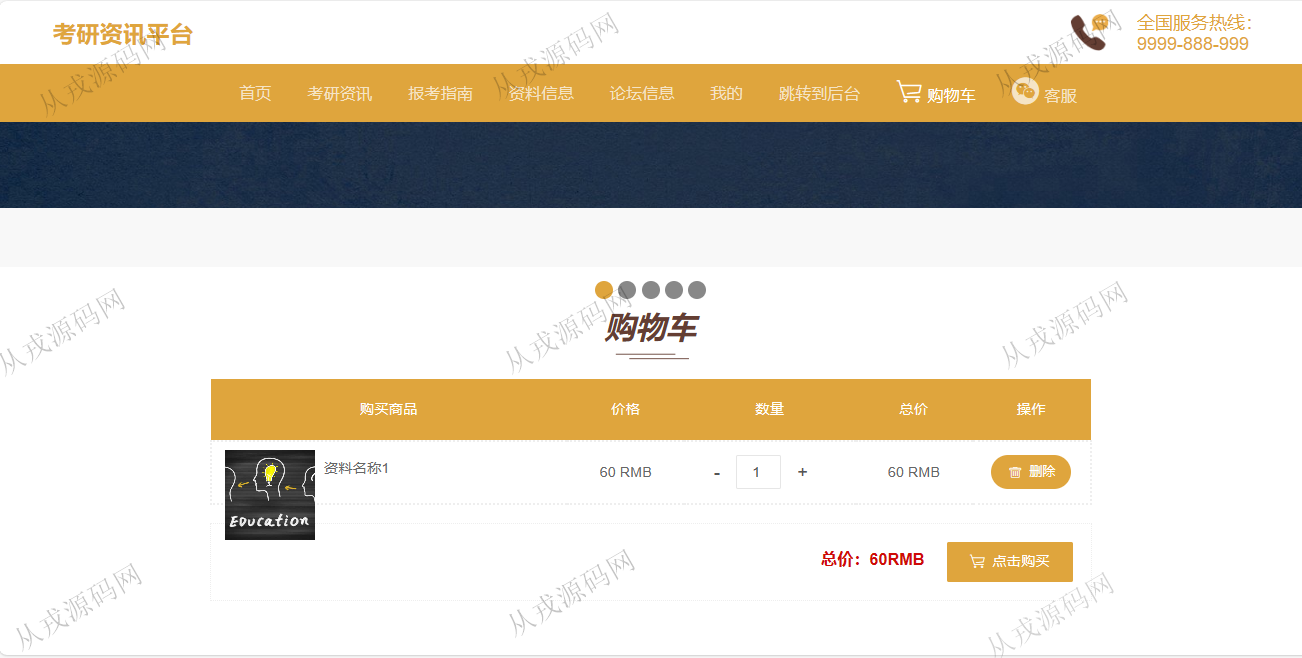 考研资讯平台
全国服务热线：
9999-888-999
首页 考研资讯 报考指南 资料信息 论坛信息 我的 跳转到后台 购物车 客服
购物车
购买商品 价格 数量 总价 操作
资料名称1 60 RMB - 1 + 60 RMB 删除
EDUCATION
总价：60RMB 点击购买
从戎源码网
从戎源码网
从戎源码网
从戎源码网
从戎源码网
从戎源码网
从戎源码网
从戎源码网
从戎源码网